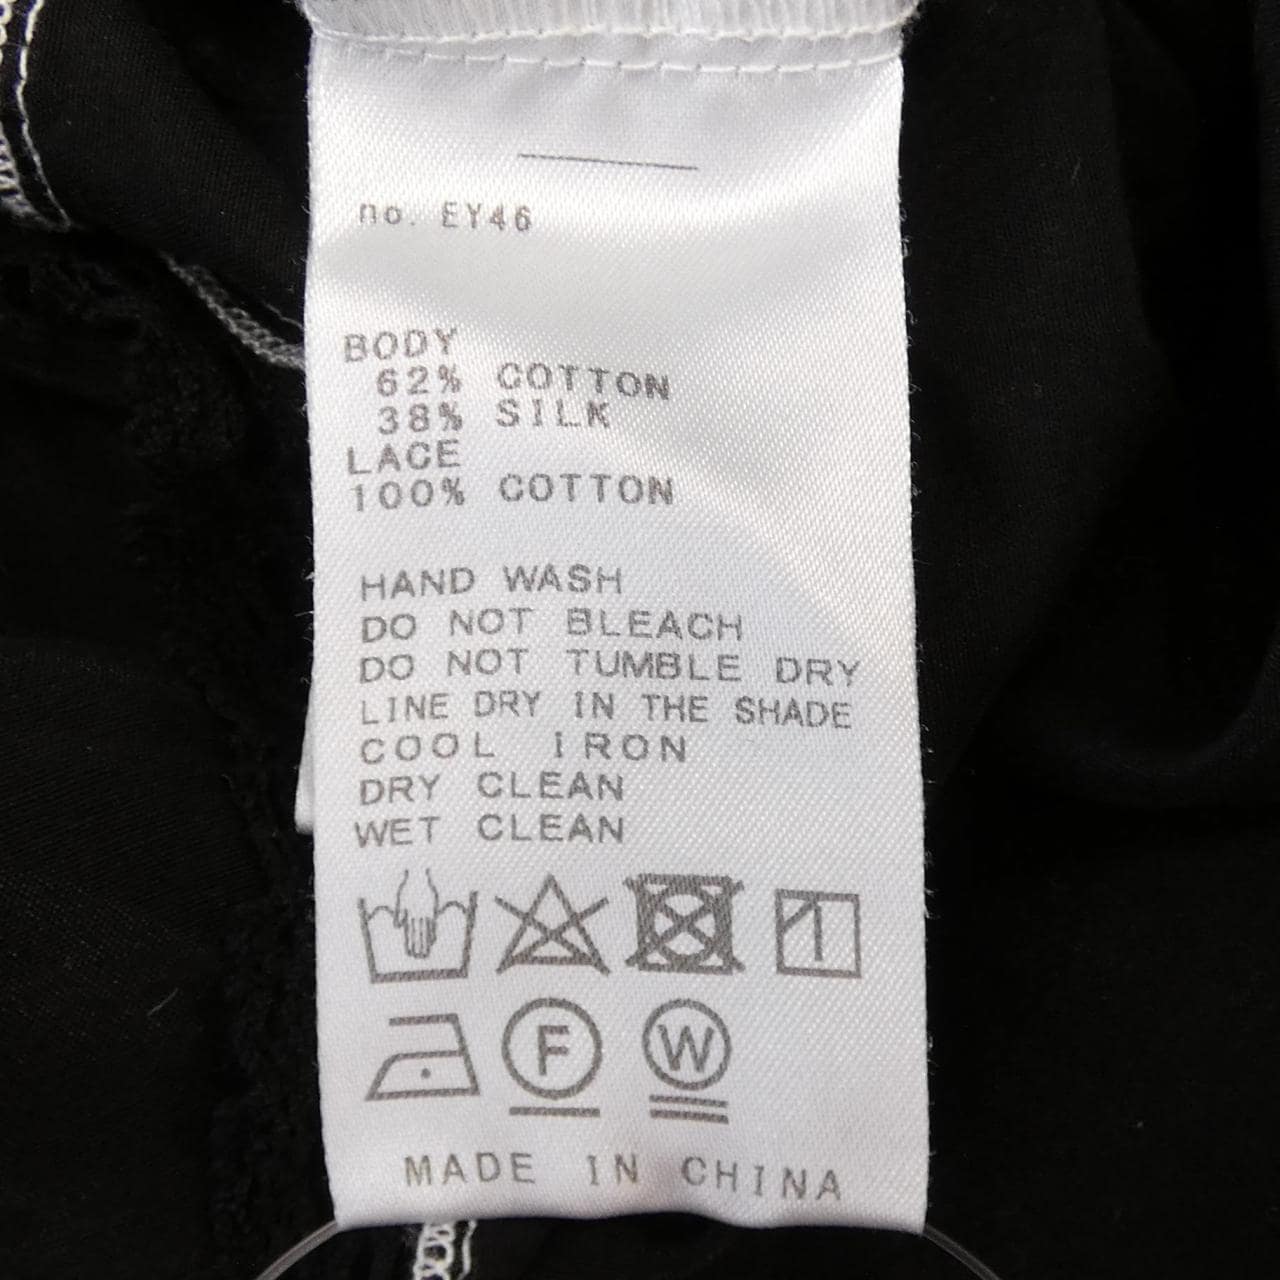 no. EY46
BODY
62% COTTON
38% SILK
LACE
100% COTTON
HAND WASH
DO NOT BLEACH
DO NOT TUMBLE DRY
LINE DRY IN THE SHADE
COOL IRON
DRY CLEAN
WET CLEAN
F W
MADE IN CHINA